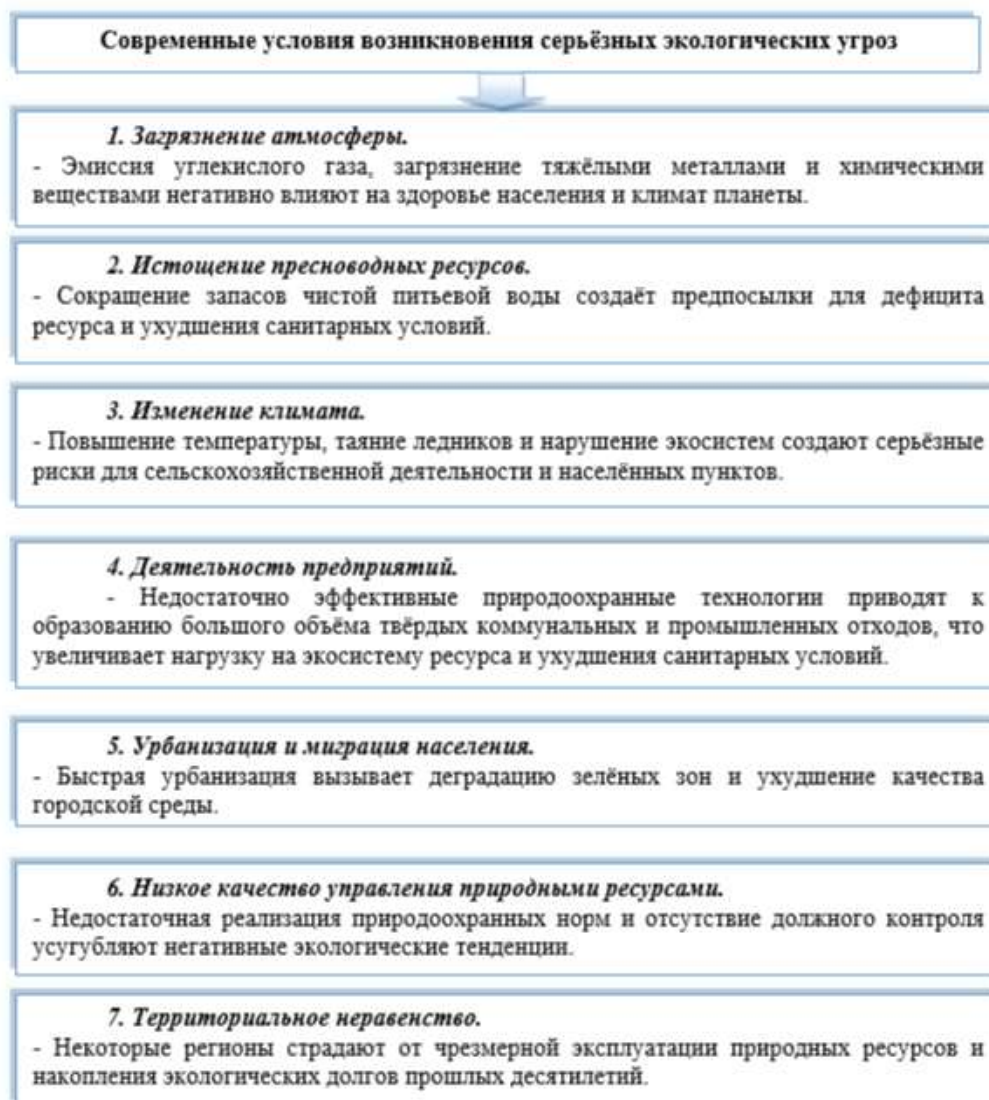 Современные условия возникновения серьёзных экологических угроз
1. Загрязнение атмосферы.
- Эмиссия углекислого газа, загрязнение тяжёлыми металлами и химическими
веществами негативно влияют на здоровье населения и климат планеты.
2. Истощение пресноводных ресурсов.
- Сокращение запасов чистой питьевой воды создаёт предпосылки для дефицита
ресурса и ухудшения санитарных условий.
3. Изменение климата.
- Повышение температуры, таяние ледников и нарушение экосистем создают серьёзные
риски для сельскохозяйственной деятельности и населённых пунктов.
4. Деятельность предприятий.
- Недостаточно эффективные природоохранные технологии приводят к
образованию большого объёма твёрдых коммунальных и промышленных отходов, что
увеличивает нагрузку на экосистему ресурса и ухудшения санитарных условий.
5. Урбанизация и миграция населения.
- Быстрая урбанизация вызывает деградацию зелёных зон и ухудшение качества
городской среды.
6. Низкое качество управления природными ресурсами.
- Недостаточная реализация природоохранных норм и отсутствие должного контроля
усугубляют негативные экологические тенденции.
7. Территориальное неравенство.
- Некоторые регионы страдают от чрезмерной эксплуатации природных ресурсов и
накопления экологических долгов прошлых десятилетий.